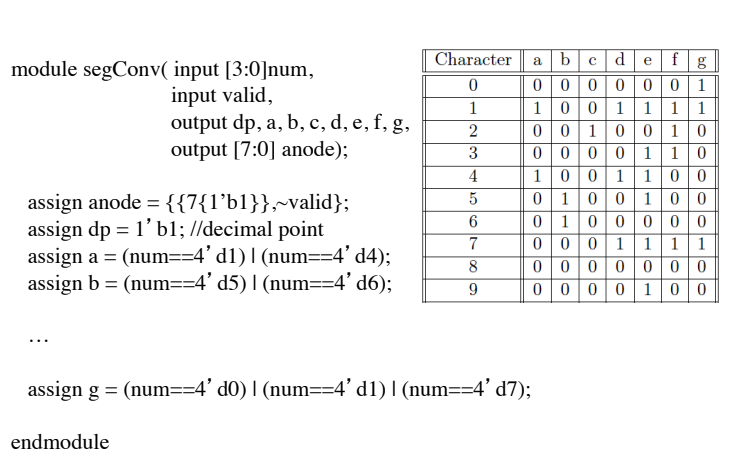 module segConv( input [3:0]num,
input valid,
output dp, a, b, c, d, e, f, g,
output [7:0] anode);
assign anode = {{7{1’b1}},~valid};
assign dp = 1’b1; //decimal point
assign a = (num==4’d1) | (num==4’d4);
assign b = (num==4’d5) | (num==4’d6);
…
assign g = (num==4’d0) | (num==4’d1) | (num==4’d7);
endmodule
Character a b c d e f g
0 0 0 0 0 0 0 1
1 1 0 0 1 1 1 1
2 0 0 1 0 0 1 0
3 0 0 0 0 1 1 0
4 1 0 0 1 1 0 0
5 0 1 0 0 1 0 0
6 0 1 0 0 0 0 0
7 0 0 0 1 1 1 1
8 0 0 0 0 0 0 0
9 0 0 0 0 1 0 0